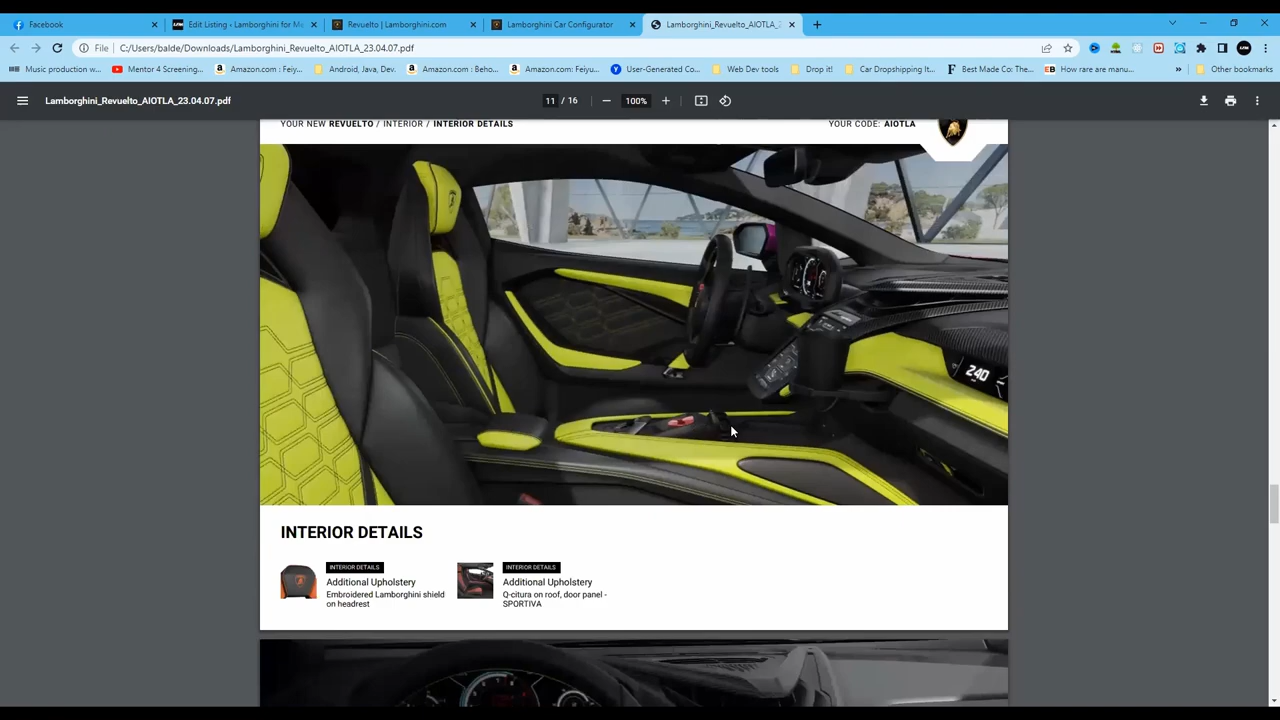 Facebook
Edit Listing ‹ Lamborghini for Me
Revuelto | Lamborghini.com
Lamborghini Car Configurator
Lamborghini_Revuelto_AIOTLA_2
File
C:/Users/balde/Downloads/Lamborghini_Revuelto_AIOTLA_23.04.07.pdf
Music production w...
Mentor 4 Screening...
Amazon.com : Feiyu...
Android, Java, Dev.
Amazon.com : Beho...
Amazon.com: Feiyu...
User-Generated Co...
Web Dev tools
Drop it!
Car Dropshipping It...
Best Made Co: The...
How rare are manu...
»
Other bookmarks
Lamborghini_Revuelto_AIOTLA_23.04.07.pdf
11 / 16
100%
YOUR NEW REVUELTO / INTERIOR / INTERIOR DETAILS
YOUR CODE: AIOTLA
240
INTERIOR DETAILS
INTERIOR DETAILS
Additional Upholstery
Embroidered Lamborghini shield
on headrest
INTERIOR DETAILS
Additional Upholstery
Q-citura on roof, door panel -
SPORTIVA